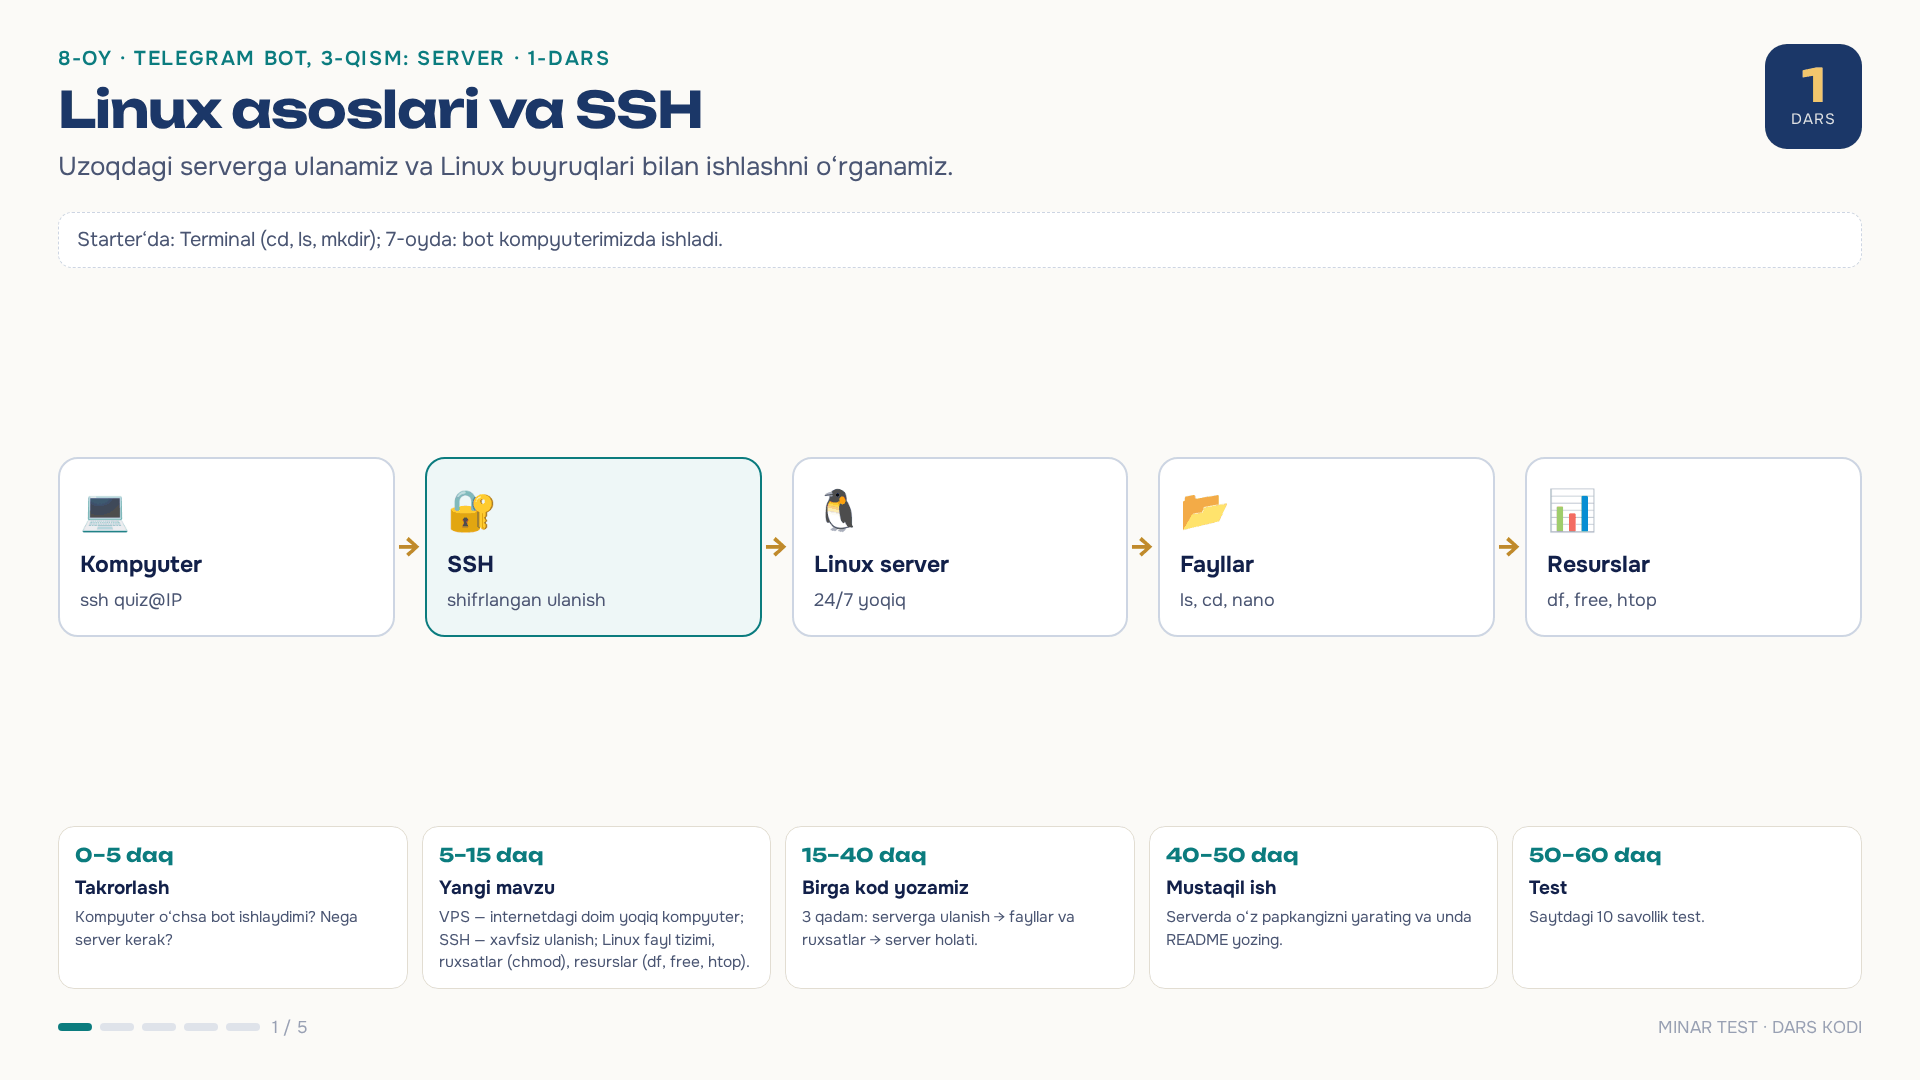 8-OY · TELEGRAM BOT, 3-QISM: SERVER · 1-DARS
Linux asoslari va SSH
Uzoqdagi serverga ulanamiz va Linux buyruqlari bilan ishlashni o‘rganamiz.
1
DARS
Starter‘da: Terminal (cd, ls, mkdir); 7-oyda: bot kompyuterimizda ishladi.
Kompyuter
ssh quiz@IP
→
SSH
shifrlangan ulanish
→
Linux server
24/7 yoqiq
→
Fayllar
ls, cd, nano
→
Resurslar
df, free, htop
0–5 daq
Takrorlash
Kompyuter o‘chsa bot ishlaydimi? Nega
server kerak?
5–15 daq
Yangi mavzu
VPS — internetdagi doim yoqiq kompyuter;
SSH — xavfsiz ulanish; Linux fayl tizimi,
ruxsatlar (chmod), resurslar (df, free, htop).
15–40 daq
Birga kod yozamiz
3 qadam: serverga ulanish → fayllar va
ruxsatlar → server holati.
40–50 daq
Mustaqil ish
Serverda o‘z papkangizni yarating va unda
README yozing.
50–60 daq
Test
Saytdagi 10 savollik test.
1 / 5
MINAR TEST · DARS KODI